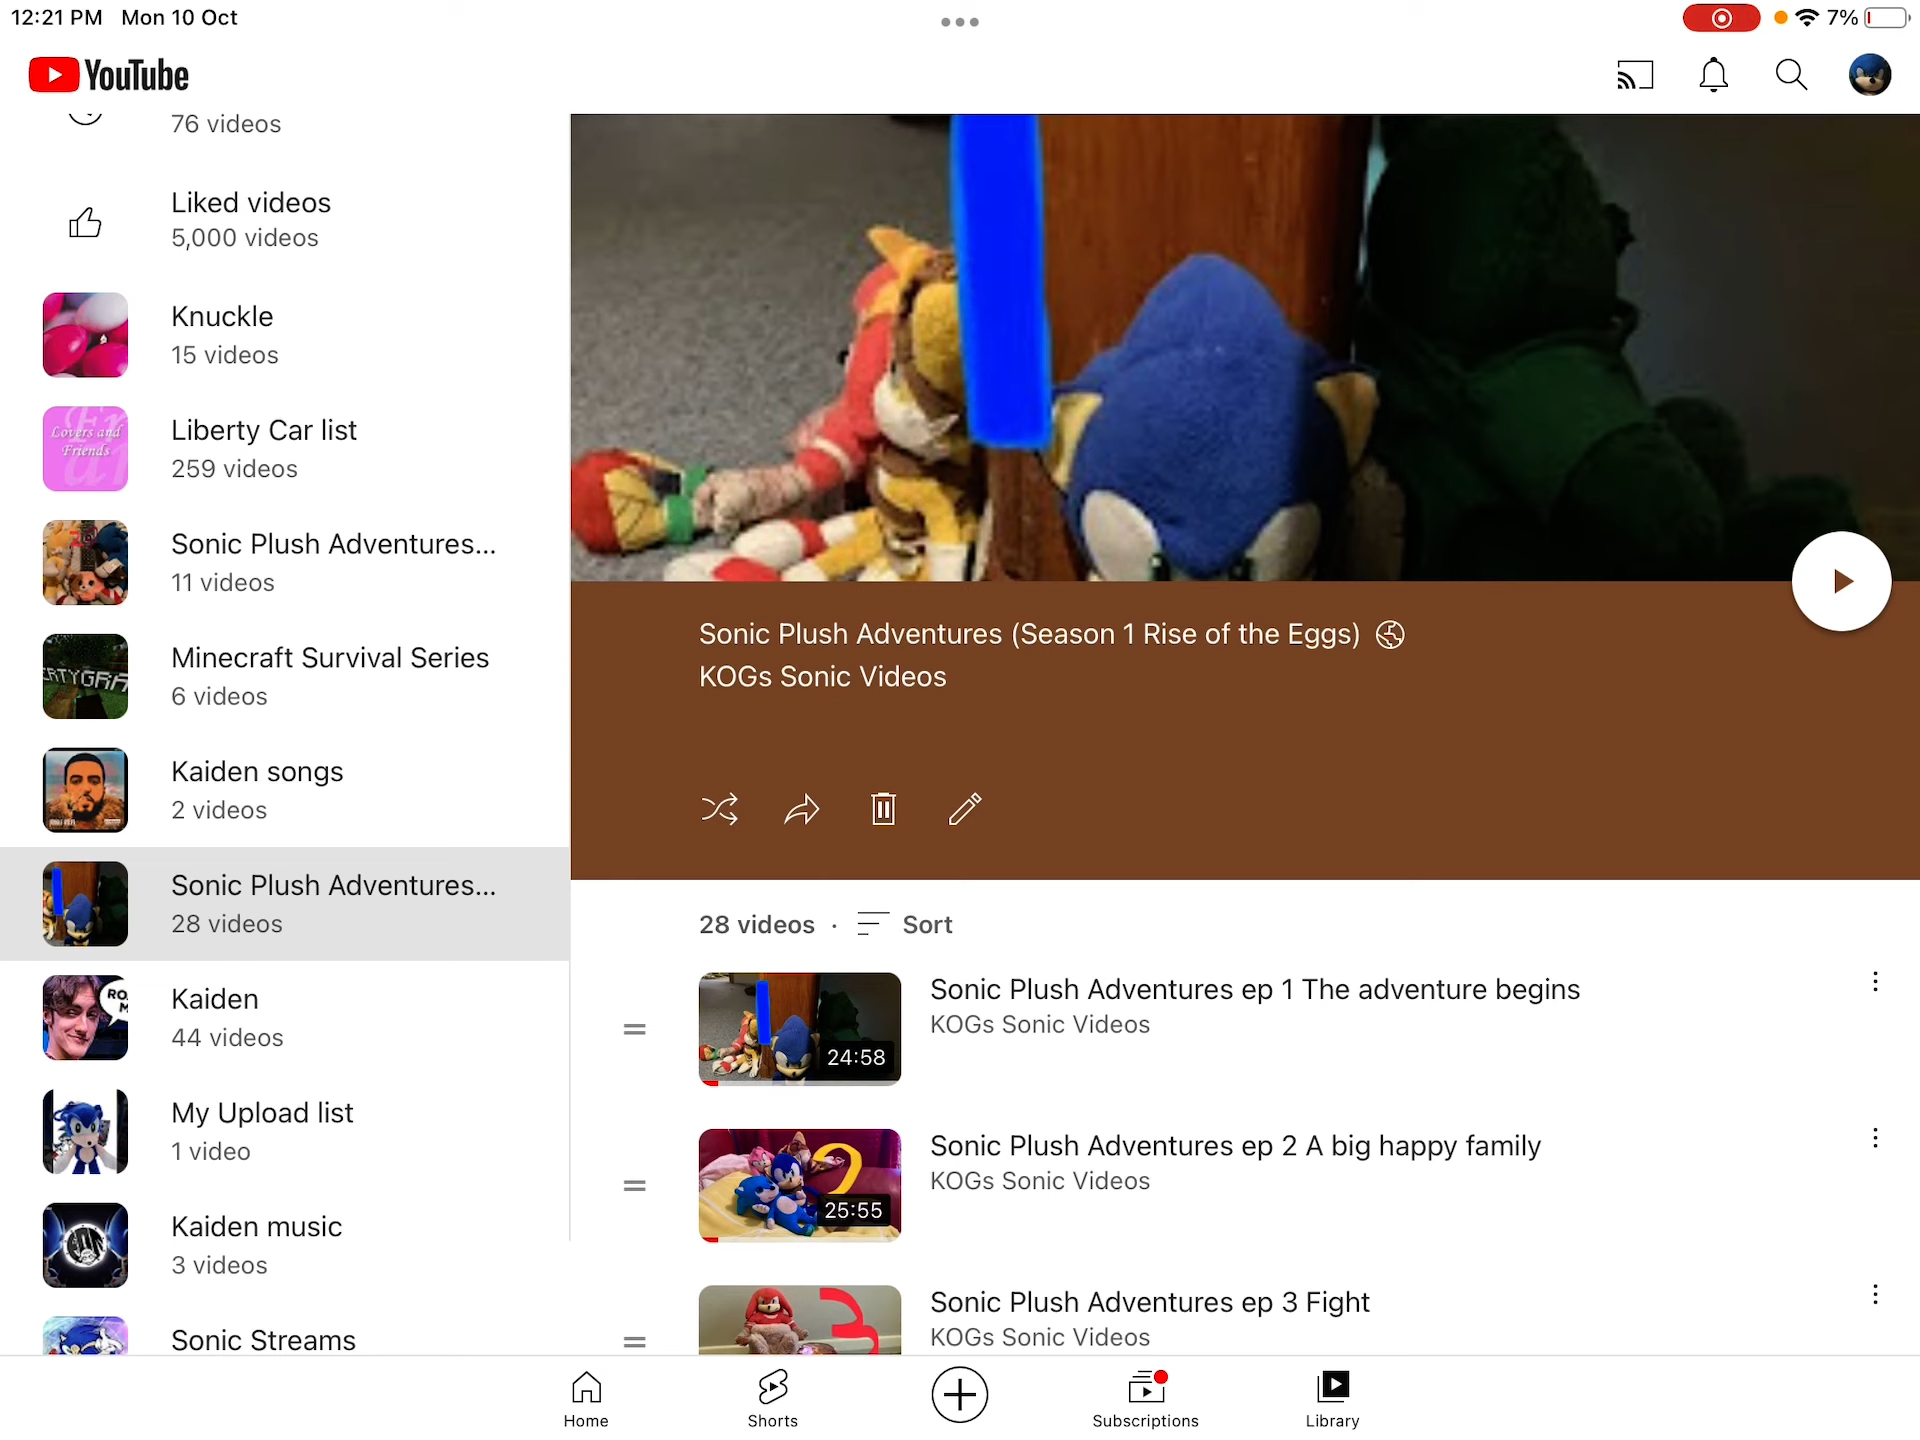 12:21 PM Mon 10 Oct
7%
YouTube
76 videos
Liked videos
5,000 videos
Knuckle
15 videos
Lovers and
Friends
Liberty Car list
259 videos
Sonic Plush Adventures...
11 videos
Minecraft Survival Series
6 videos
Kaiden songs
2 videos
Sonic Plush Adventures...
28 videos
Kaiden
44 videos
My Upload list
1 video
Kaiden music
3 videos
Sonic Streams
Sonic Plush Adventures (Season 1 Rise of the Eggs)
KOGs Sonic Videos
28 videos · Sort
Sonic Plush Adventures ep 1 The adventure begins
KOGs Sonic Videos
24:58
Sonic Plush Adventures ep 2 A big happy family
KOGs Sonic Videos
2
25:55
Sonic Plush Adventures ep 3 Fight
KOGs Sonic Videos
3
Home
Shorts
Subscriptions
Library